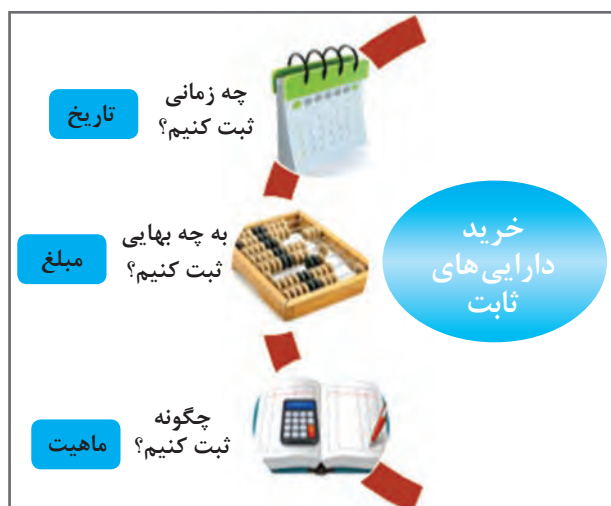 خرید
دارایی‌های
ثابت
چه زمانی
ثبت کنیم؟
تاریخ
به چه بهایی
ثبت کنیم؟
مبلغ
چگونه
ثبت کنیم؟
ماهیت